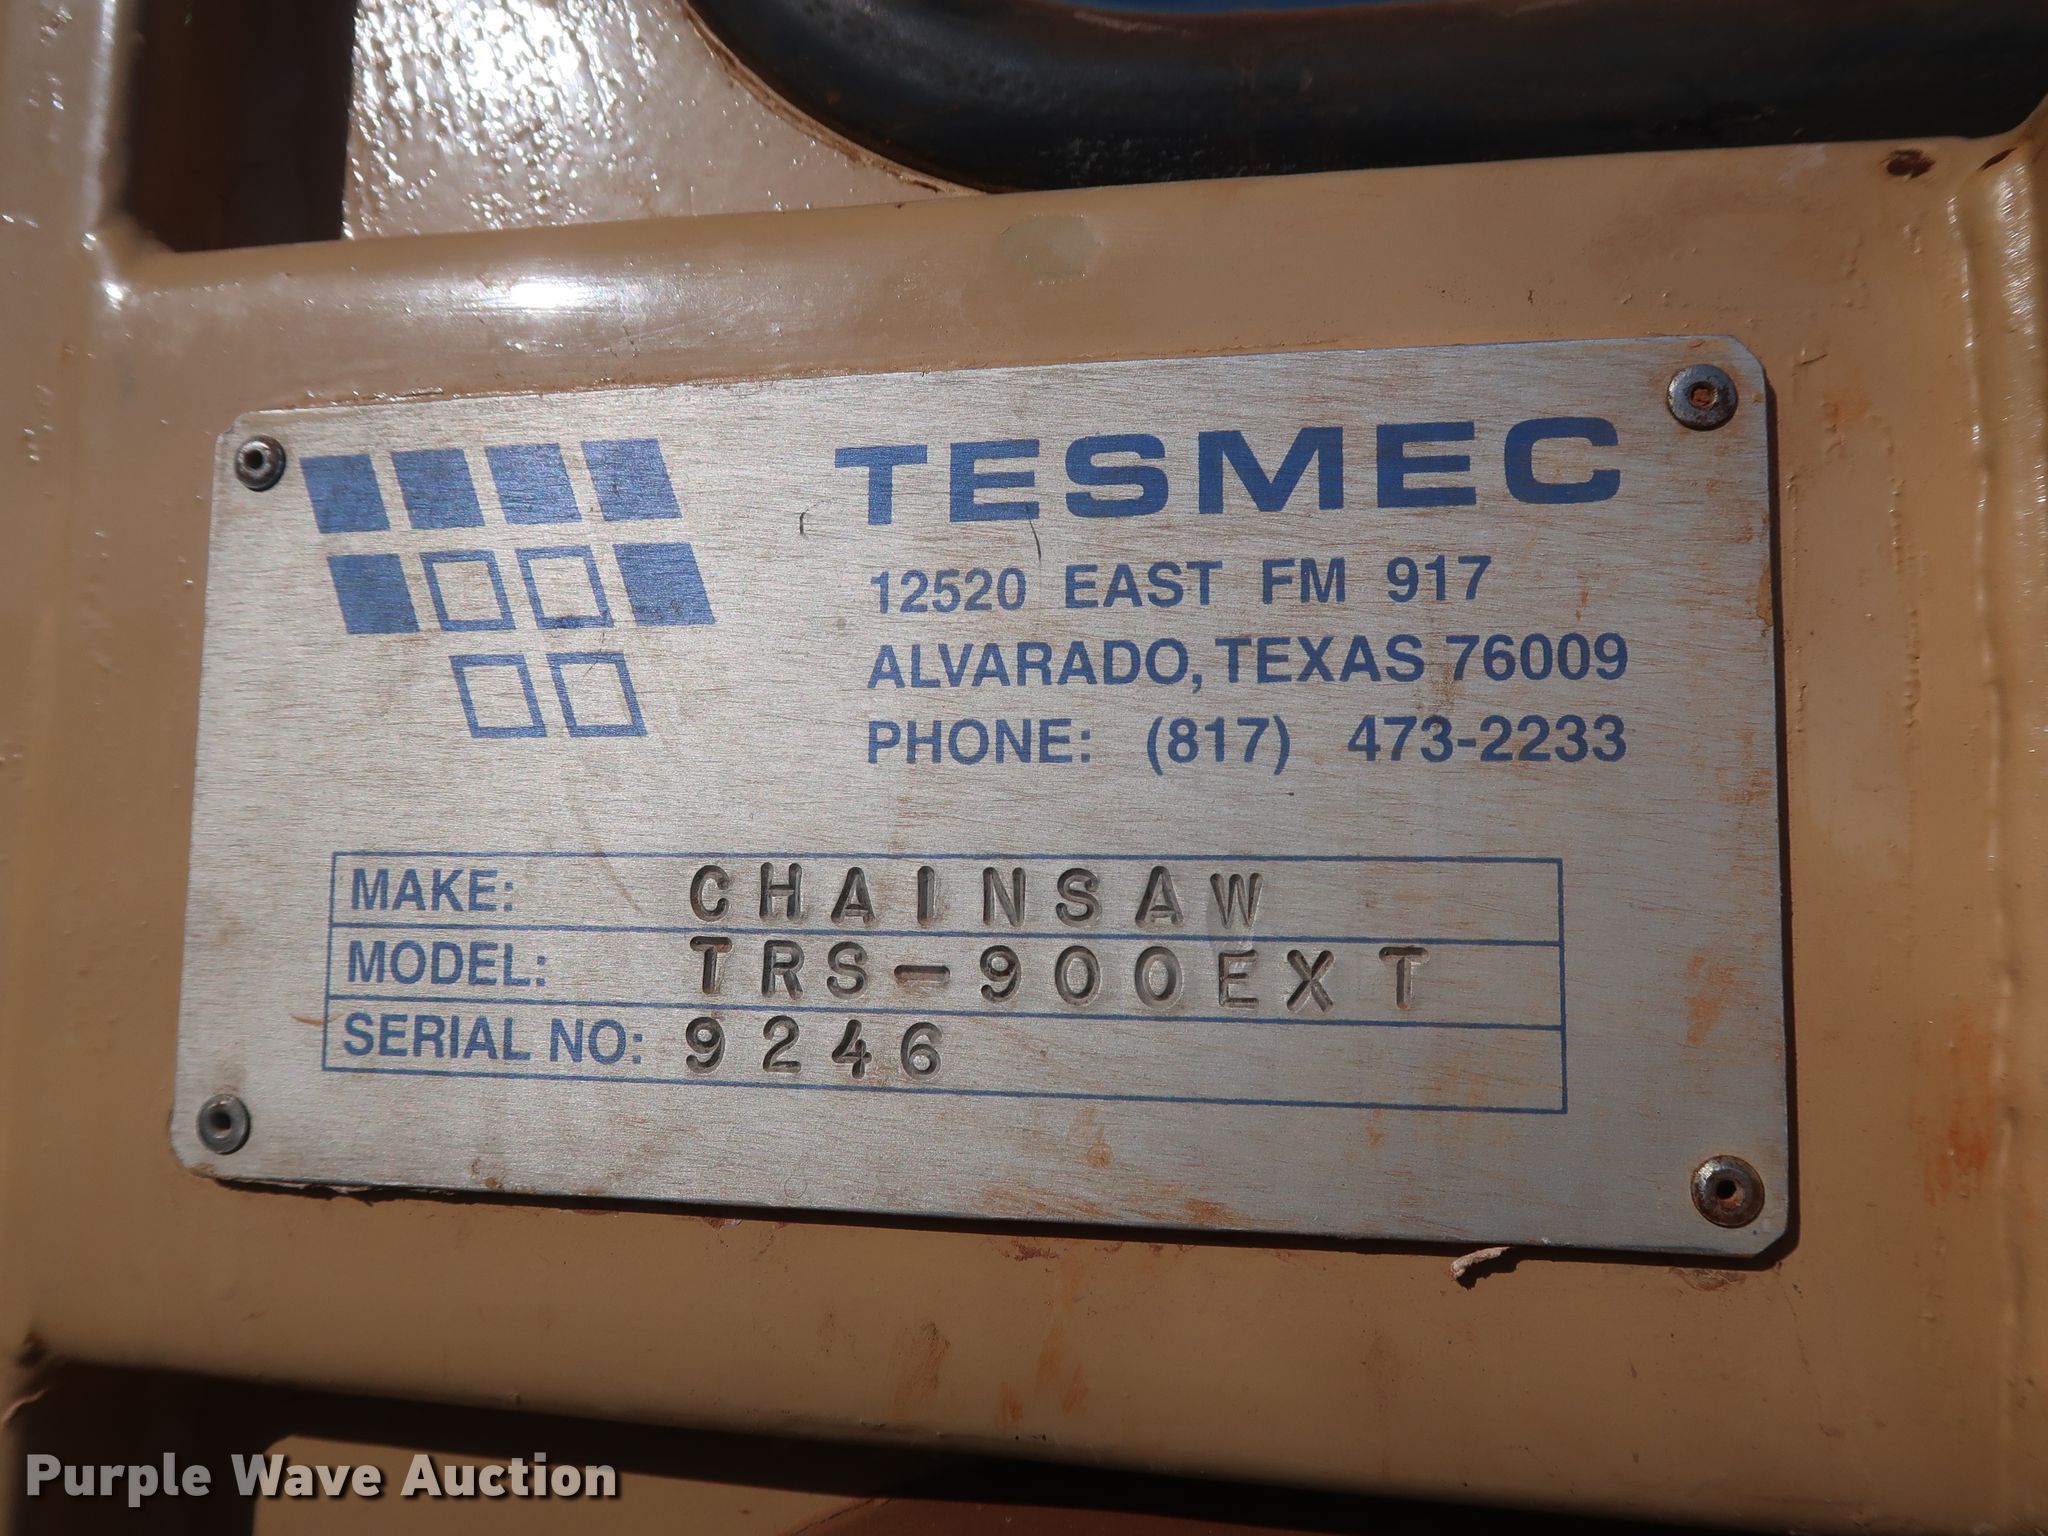 TESMEC
12520 EAST FM 917
ALVARADO, TEXAS 76009
PHONE: (817) 473-2233
MAKE: CHAINSAW
MODEL: TRS-900EXT
SERIAL NO: 9246
Purple Wave Auction